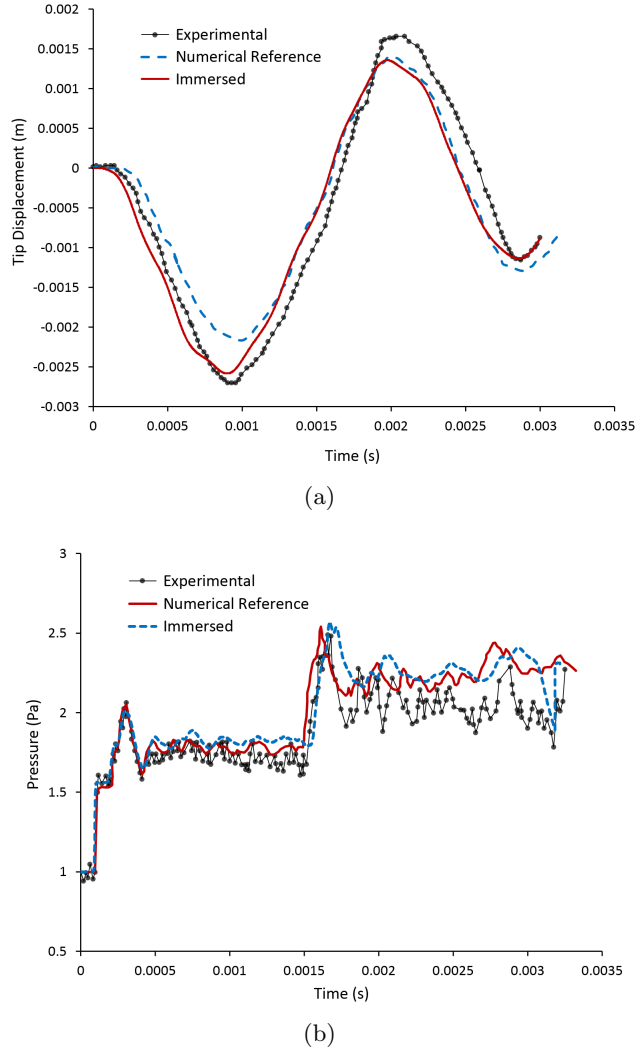 0.002
0.0015
0.001
0.0005
0
-0.0005
-0.001
-0.0015
-0.002
-0.0025
-0.003
Tip Displacement (m)
Experimental
Numerical Reference
Immersed
0 0.0005 0.001 0.0015 0.002 0.0025 0.003 0.0035
Time (s)
(a)
3
2.5
2
1.5
1
0.5
Pressure (Pa)
Experimental
Numerical Reference
Immersed
0 0.0005 0.001 0.0015 0.002 0.0025 0.003 0.0035
Time (s)
(b)